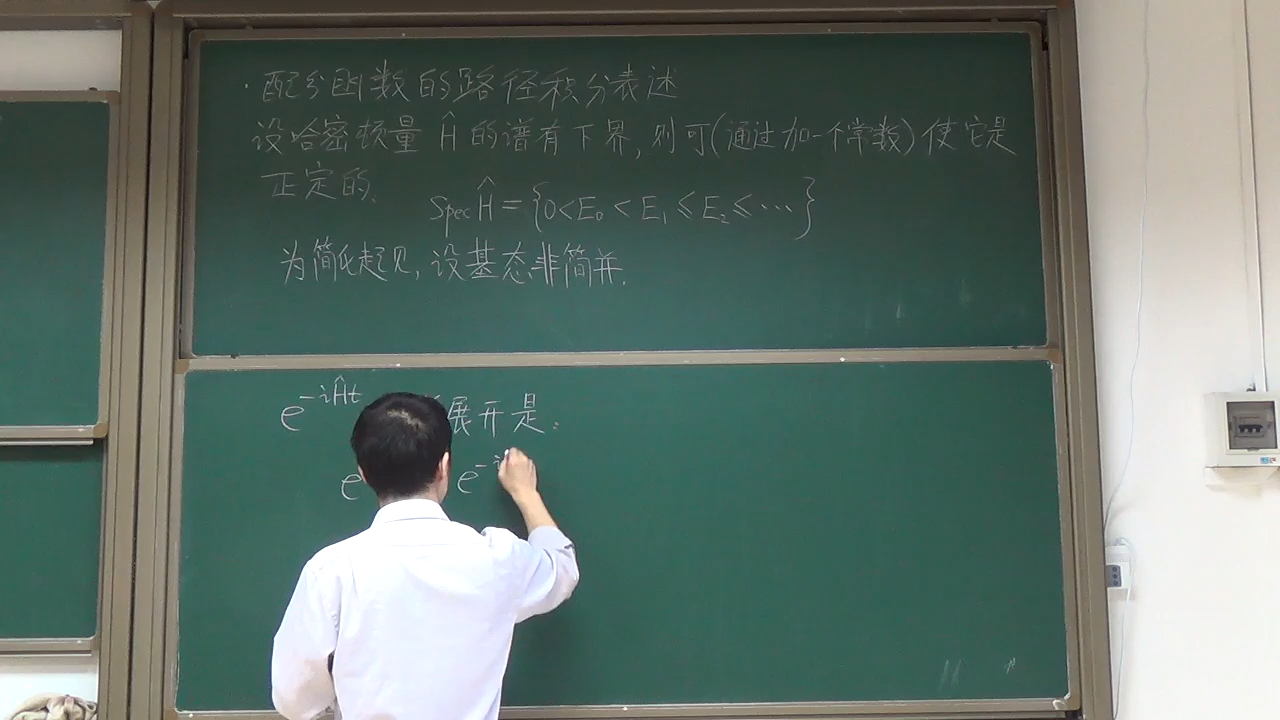 · 配分函数的路径积分表述
设哈密顿量 Ĥ 的谱有下界, 则可(通过加一个常数)使它是
正定的.
Spec Ĥ = {0 < E₀ < E₁ ≤ E₂ ≤ ⋯}
为简化起见, 设基态非简并.
e^{-iĤt} 展开是.
e e^{-i